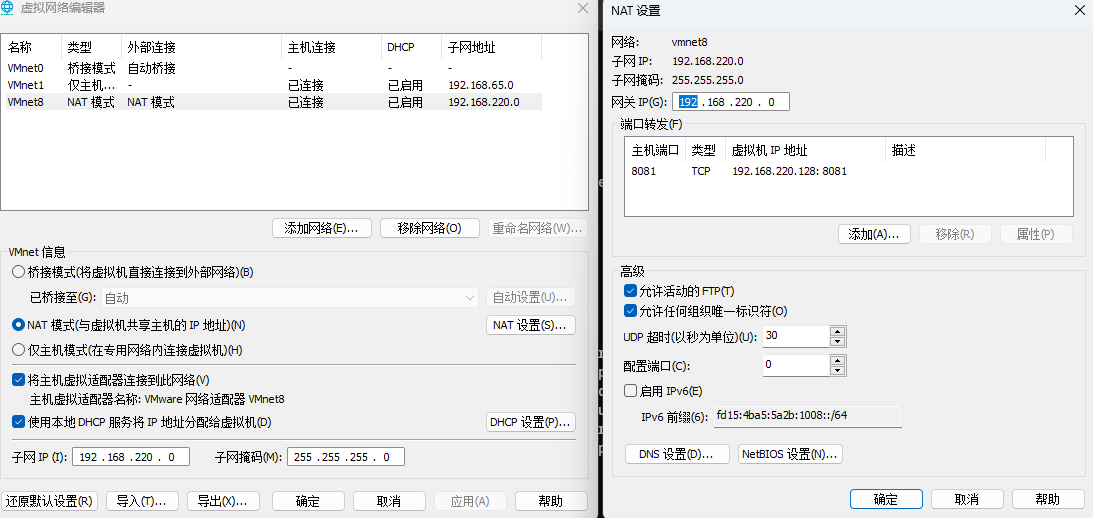 虚拟网络编辑器
名称 类型 外部连接 主机连接 DHCP 子网地址
VMnet0 桥接模式 自动桥接 - - -
VMnet1 仅主机... - 已连接 已启用 192.168.65.0
VMnet8 NAT 模式 NAT 模式 已连接 已启用 192.168.220.0
添加网络(E)... 移除网络(O) 重命名网络(W)...
VMnet 信息
桥接模式(将虚拟机直接连接到外部网络)(B)
已桥接至(G): 自动 自动设置(U)...
NAT 模式(与虚拟机共享主机的 IP 地址)(N) NAT 设置(S)...
仅主机模式(在专用网络内连接虚拟机)(H)
将主机虚拟适配器连接到此网络(V)
主机虚拟适配器名称: VMware 网络适配器 VMnet8
使用本地 DHCP 服务将 IP 地址分配给虚拟机(D) DHCP 设置(P)...
子网 IP (I): 192 . 168 . 220 . 0 子网掩码(M): 255 . 255 . 255 . 0
还原默认设置(R) 导入(T)... 导出(X)... 确定 取消 应用(A) 帮助
NAT 设置
网络: vmnet8
子网 IP: 192.168.220.0
子网掩码: 255.255.255.0
网关 IP(G): 192 . 168 . 220 . 0
端口转发(F)
主机端口 类型 虚拟机 IP 地址 描述
8081 TCP 192.168.220.128: 8081
添加(A)... 移除(R) 属性(P)
高级
允许活动的 FTP(T)
允许任何组织唯一标识符(O)
UDP 超时(以秒为单位)(U): 30
配置端口(C): 0
启用 IPv6(E)
IPv6 前缀(6): fd15:4ba5:5a2b:1008::/64
DNS 设置(D)... NetBIOS 设置(N)...
确定 取消 帮助